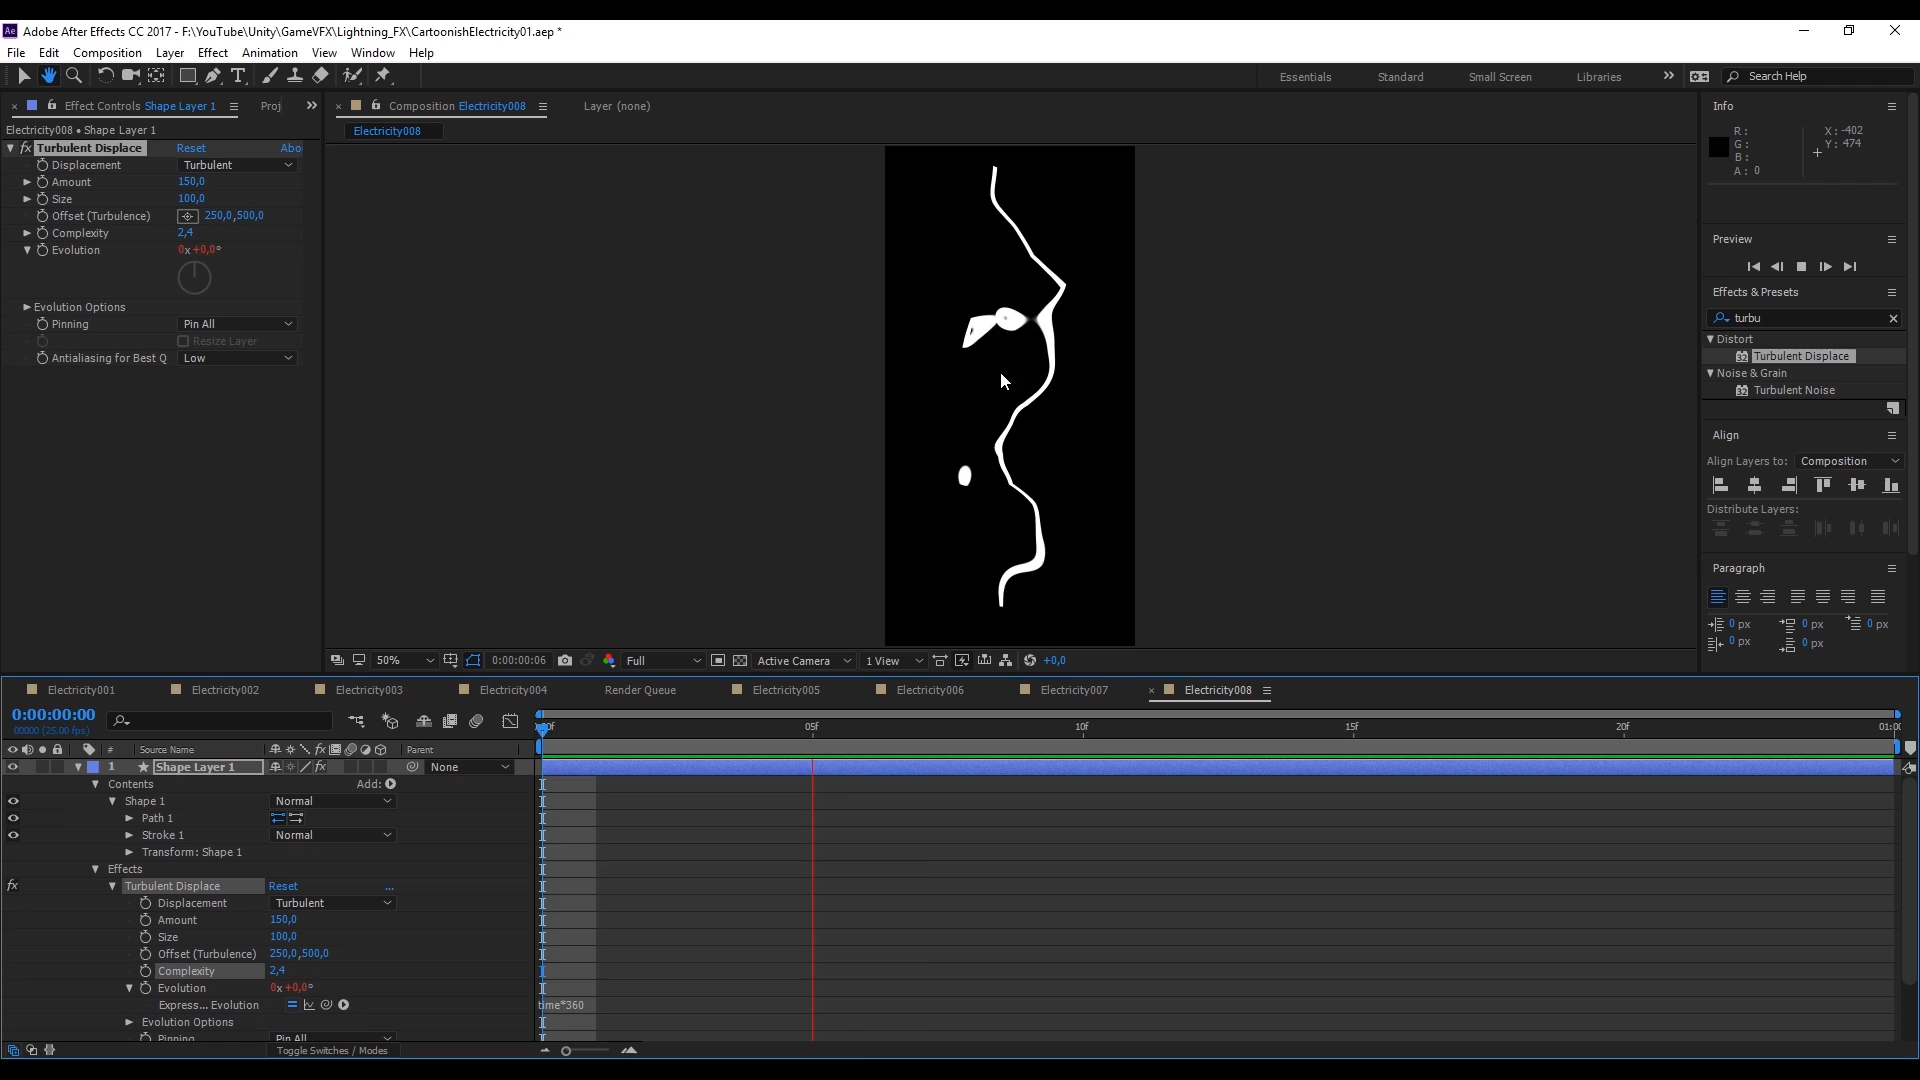 Ae Adobe After Effects CC 2017 - F:\YouTube\Unity\GameVFX\Lightning_FX\CartoonishElectricity01.aep *
File Edit Composition Layer Effect Animation View Window Help
Essentials Standard Small Screen Libraries Search Help
Effect Controls Shape Layer 1 Proj
Electricity008 • Shape Layer 1
fx Turbulent Displace Reset Abo
Displacement Turbulent
Amount 150,0
Size 100,0
Offset (Turbulence) 250,0,500,0
Complexity 2,4
Evolution 0x+0,0°
Evolution Options
Pinning Pin All
Resize Layer
Antialiasing for Best Q Low
Composition Electricity008 Layer (none)
Electricity008
50% 0:00:00:06 Full Active Camera 1 View +0,0
Info
R: X: -402
G: Y: 474
B:
A: 0
Preview
Effects & Presets
turbu
Distort
32 Turbulent Displace
Noise & Grain
32 Turbulent Noise
Align
Align Layers to: Composition
Distribute Layers:
Paragraph
0 px 0 px 0 px
0 px 0 px
Electricity001 Electricity002 Electricity003 Electricity004 Render Queue Electricity005 Electricity006 Electricity007 Electricity008
0:00:00:00
00000 (25.00 fps)
05f 10f 15f 20f 01:00
# Source Name fx Parent
1 Shape Layer 1 fx None
Contents Add:
Shape 1 Normal
Path 1
Stroke 1 Normal
Transform: Shape 1
Effects
fx Turbulent Displace Reset ...
Displacement Turbulent
Amount 150,0
Size 100,0
Offset (Turbulence) 250,0,500,0
Complexity 2,4
Evolution 0x+0,0°
Express... Evolution time*360
Evolution Options
Pinning Pin All
Toggle Switches / Modes